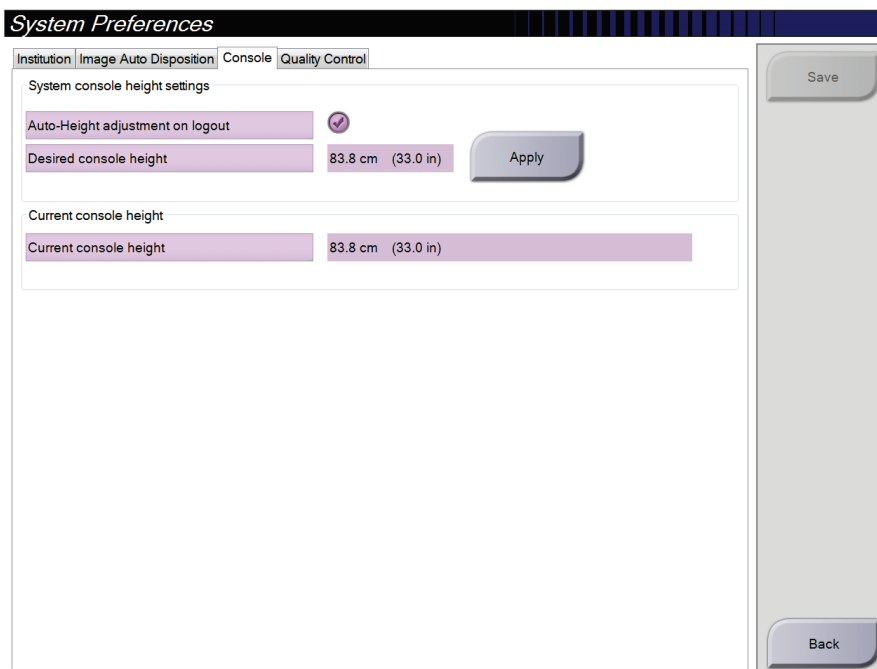 System Preferences
Institution Image Auto Disposition Console Quality Control
System console height settings
Auto-Height adjustment on logout
Desired console height 83.8 cm (33.0 in) Apply
Current console height
Current console height 83.8 cm (33.0 in)
Save
Back